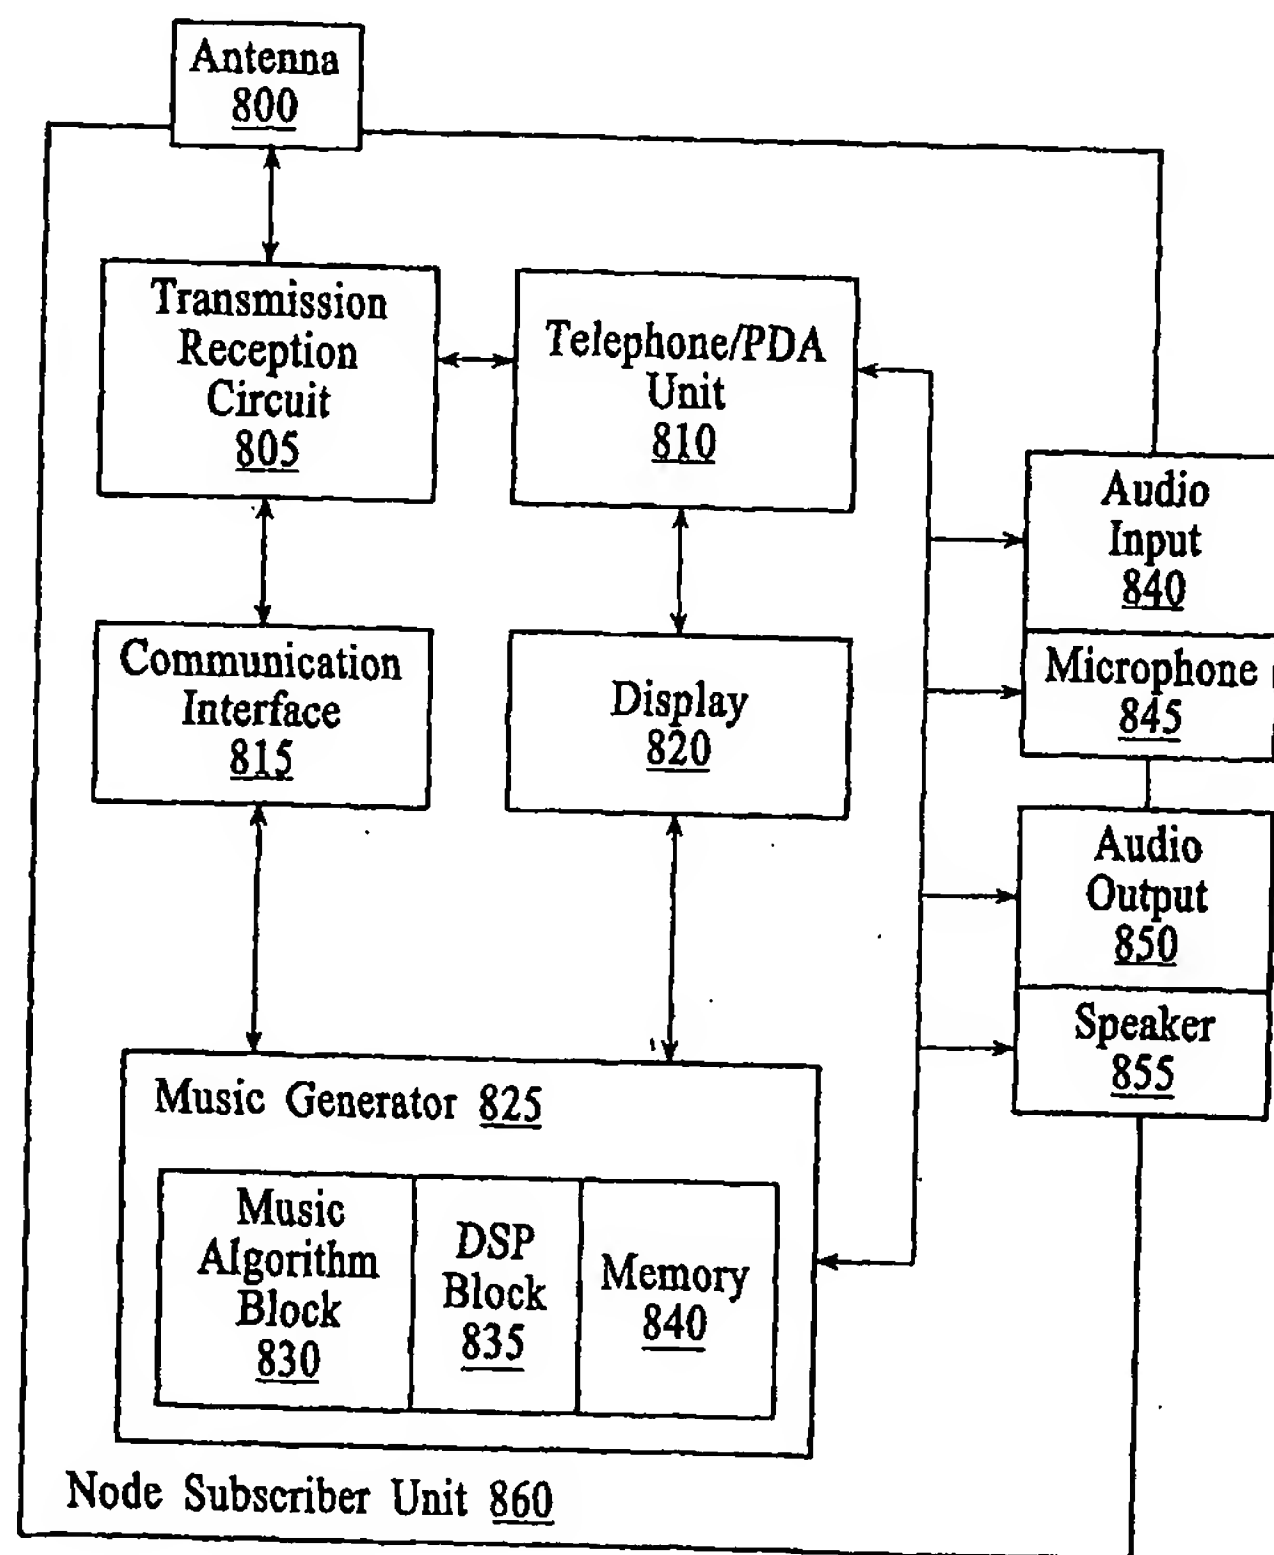 Antenna
800
Transmission
Reception
Circuit
805
Telephone/PDA
Unit
810
Audio
Input
840
Microphone
845
Communication
Interface
815
Display
820
Audio
Output
850
Speaker
855
Music Generator 825
Music
Algorithm
Block
830
DSP
Block
835
Memory
840
Node Subscriber Unit 860